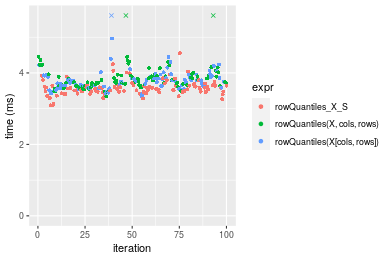 time (ms)
4
2
0
0
25
50
75
100
iteration
expr
rowQuantiles_X_S
rowQuantiles(X, cols, rows)
rowQuantiles(X[cols, rows])